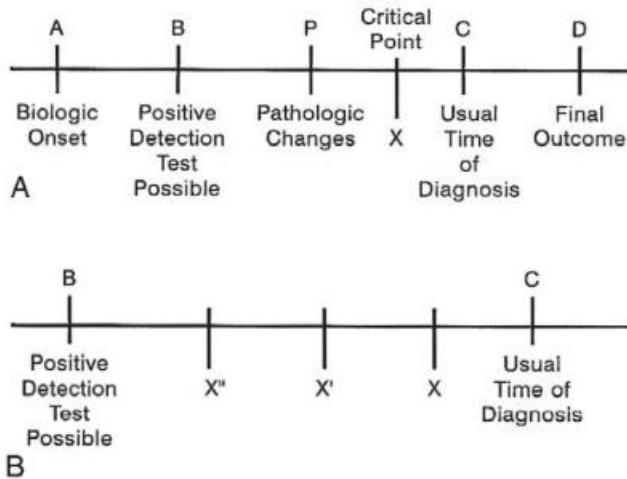 A B P Critical Point C D
Biologic Onset Positive Detection Test Possible Pathologic Changes X Usual Time of Diagnosis Final Outcome
A
B C
Positive Detection Test Possible X" X' X Usual Time of Diagnosis
B